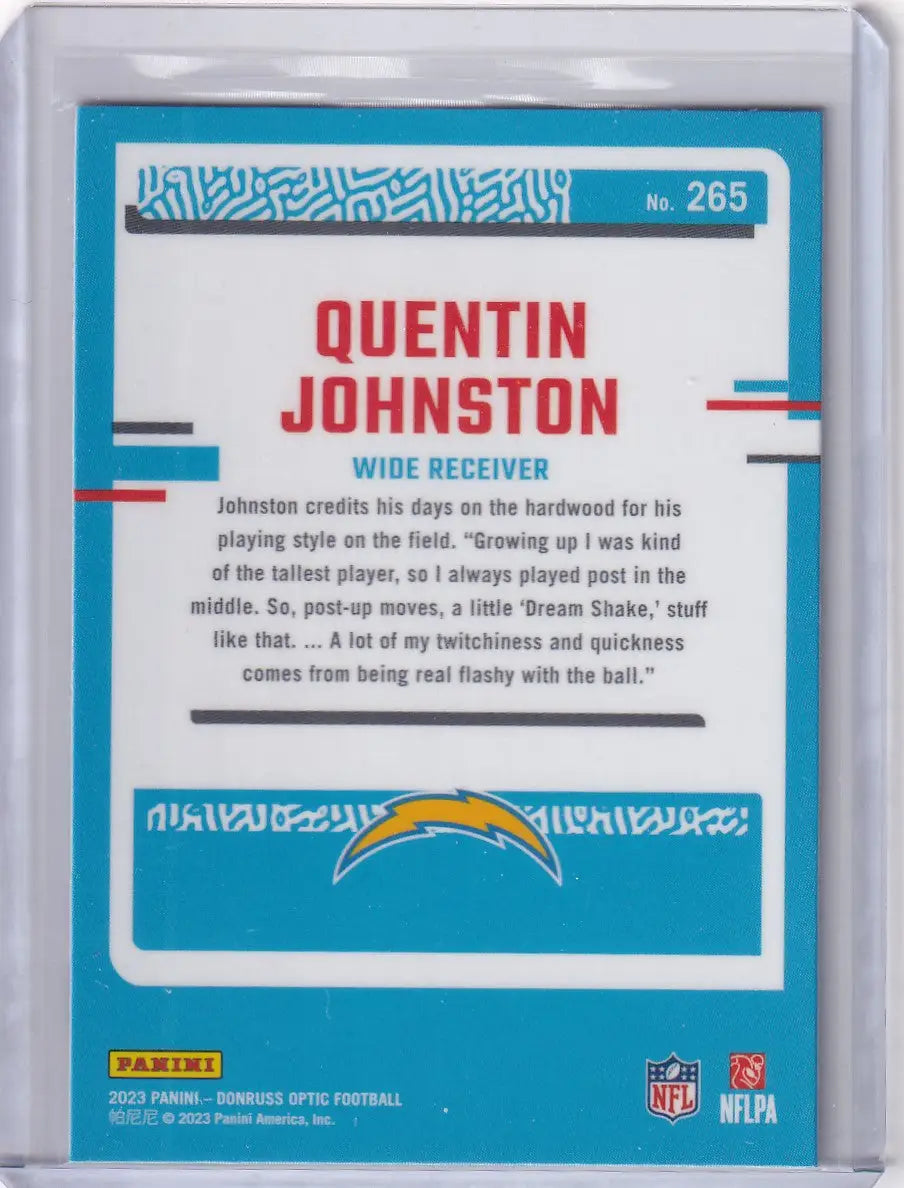 No. 265
QUENTIN
JOHNSTON
WIDE RECEIVER
Johnston credits his days on the hardwood for his
playing style on the field. “Growing up I was kind
of the tallest player, so I always played post in the
middle. So, post-up moves, a little ‘Dream Shake,’ stuff
like that. ... A lot of my twitchiness and quickness
comes from being real flashy with the ball.”
PANINI
2023 PANINI – DONRUSS OPTIC FOOTBALL
帕尼尼 © 2023 Panini America, Inc.
NFL
NFLPA